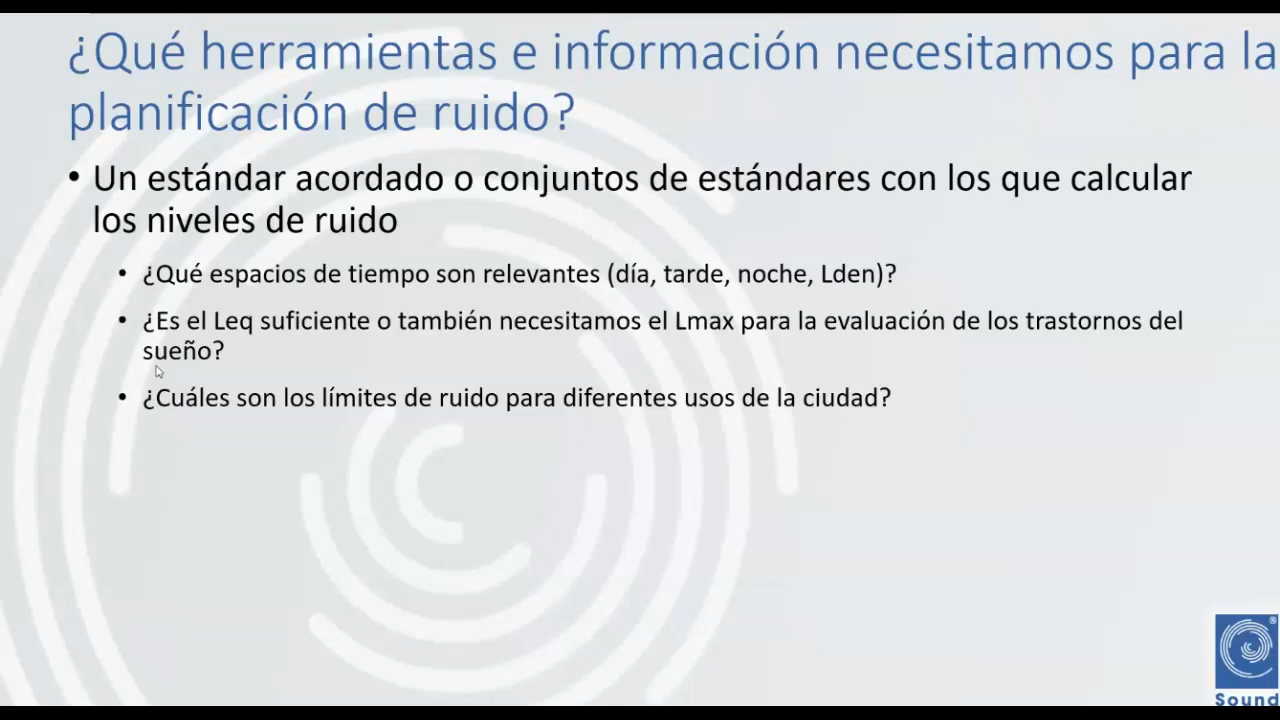 ¿Qué herramientas e información necesitamos para la
planificación de ruido?
• Un estándar acordado o conjuntos de estándares con los que calcular
los niveles de ruido
• ¿Qué espacios de tiempo son relevantes (día, tarde, noche, Lden)?
• ¿Es el Leq suficiente o también necesitamos el Lmax para la evaluación de los trastornos del
sueño?
• ¿Cuáles son los límites de ruido para diferentes usos de la ciudad?
®
Sound